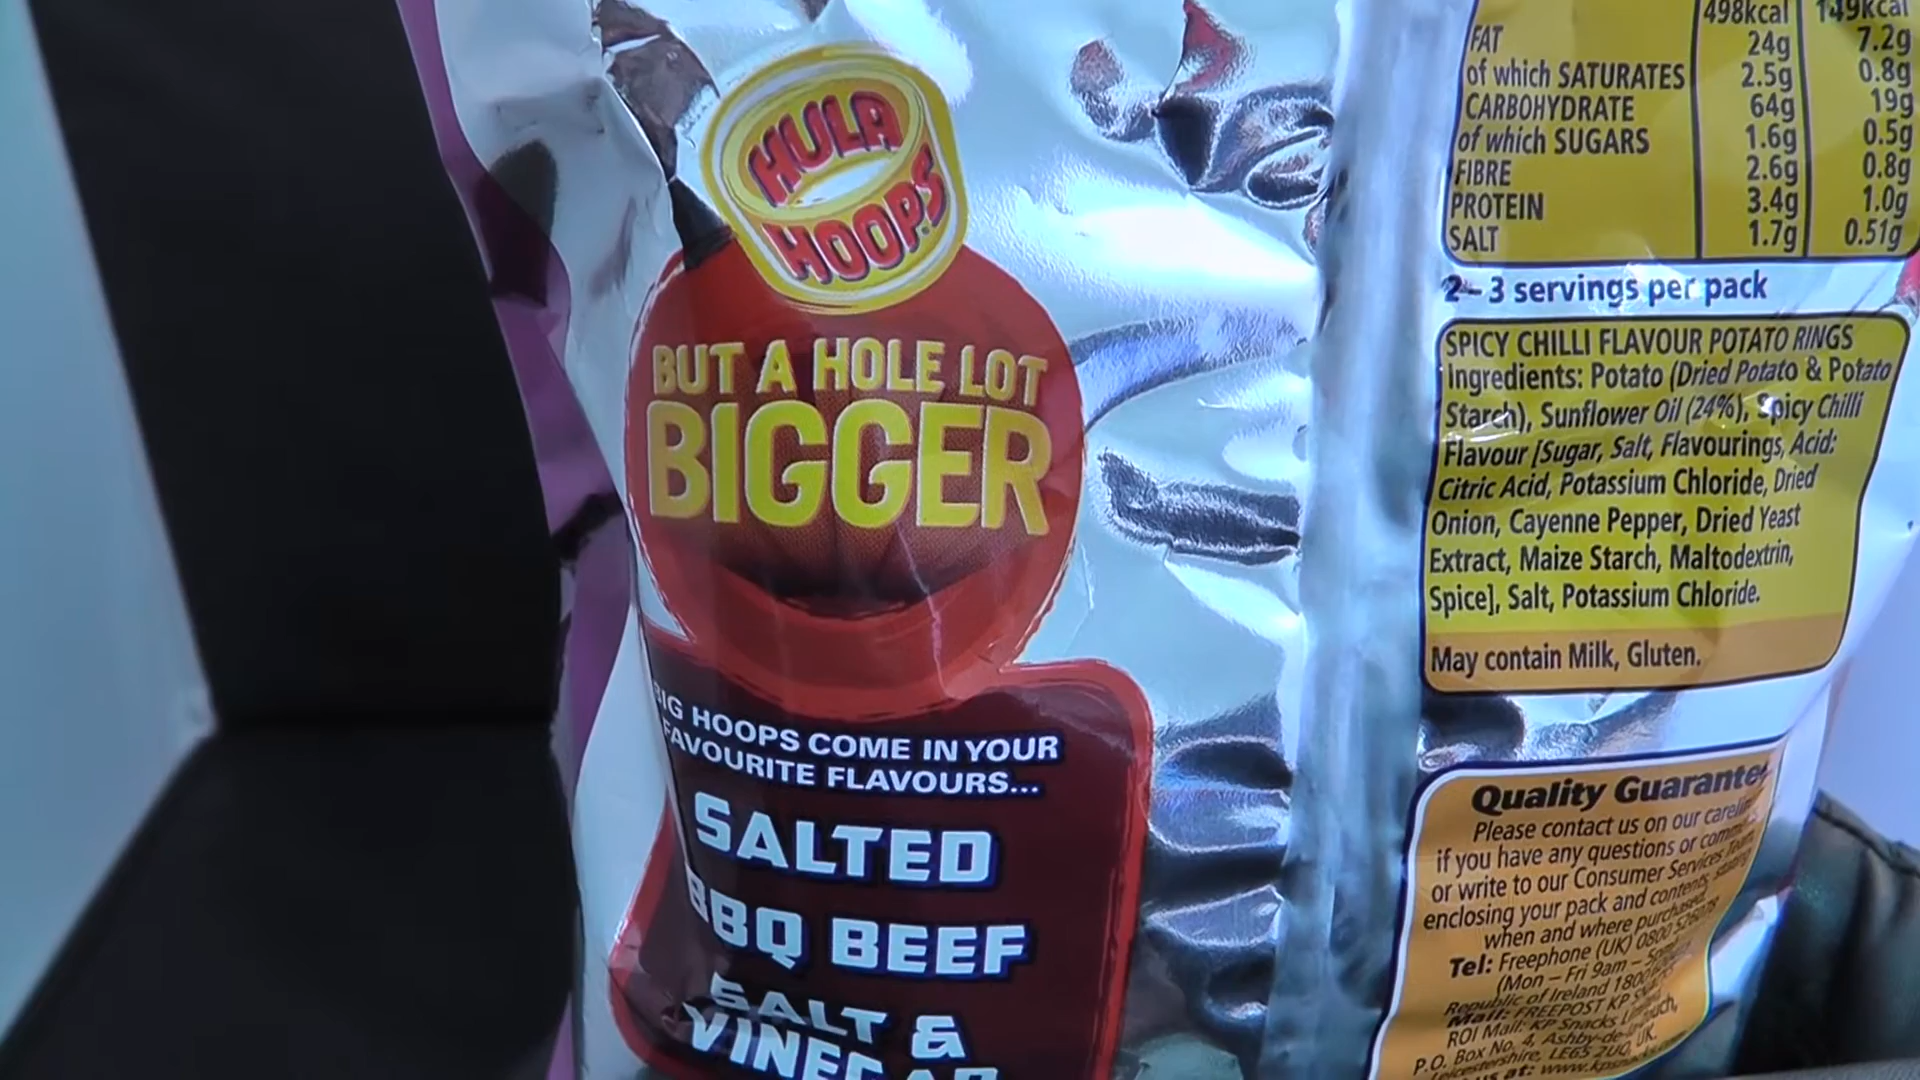 HULA
HOOPS
BUT A HOLE LOT
BIGGER
BIG HOOPS COME IN YOUR
FAVOURITE FLAVOURS...
SALTED
BBQ BEEF
SALT &
VINEGAR
498kcal 149kcal
FAT 24g 7.2g
of which SATURATES 2.5g 0.8g
CARBOHYDRATE 64g 19g
of which SUGARS 1.6g 0.5g
FIBRE 2.6g 0.8g
PROTEIN 3.4g 1.0g
SALT 1.7g 0.51g
2–3 servings per pack
SPICY CHILLI FLAVOUR POTATO RINGS
Ingredients: Potato (Dried Potato & Potato
Starch), Sunflower Oil (24%), Spicy Chilli
Flavour [Sugar, Salt, Flavourings, Acid:
Citric Acid, Potassium Chloride, Dried
Onion, Cayenne Pepper, Dried Yeast
Extract, Maize Starch, Maltodextrin,
Spice], Salt, Potassium Chloride.
May contain Milk, Gluten.
Quality Guarantee
Please contact us on our
if you have any questions or
or write to our Consumer Services Team,
enclosing your pack and contents,
when and where purchased.
Tel: Freephone (UK) 0800
(Mon – Fri 9am –
Republic of Ireland 1800
Mail: FREEPOST KP
ROI Mail: KP Snacks
P.O. Box No. 4, Ashby-de-
Leicestershire, LE65 2UQ, UK.
us at: